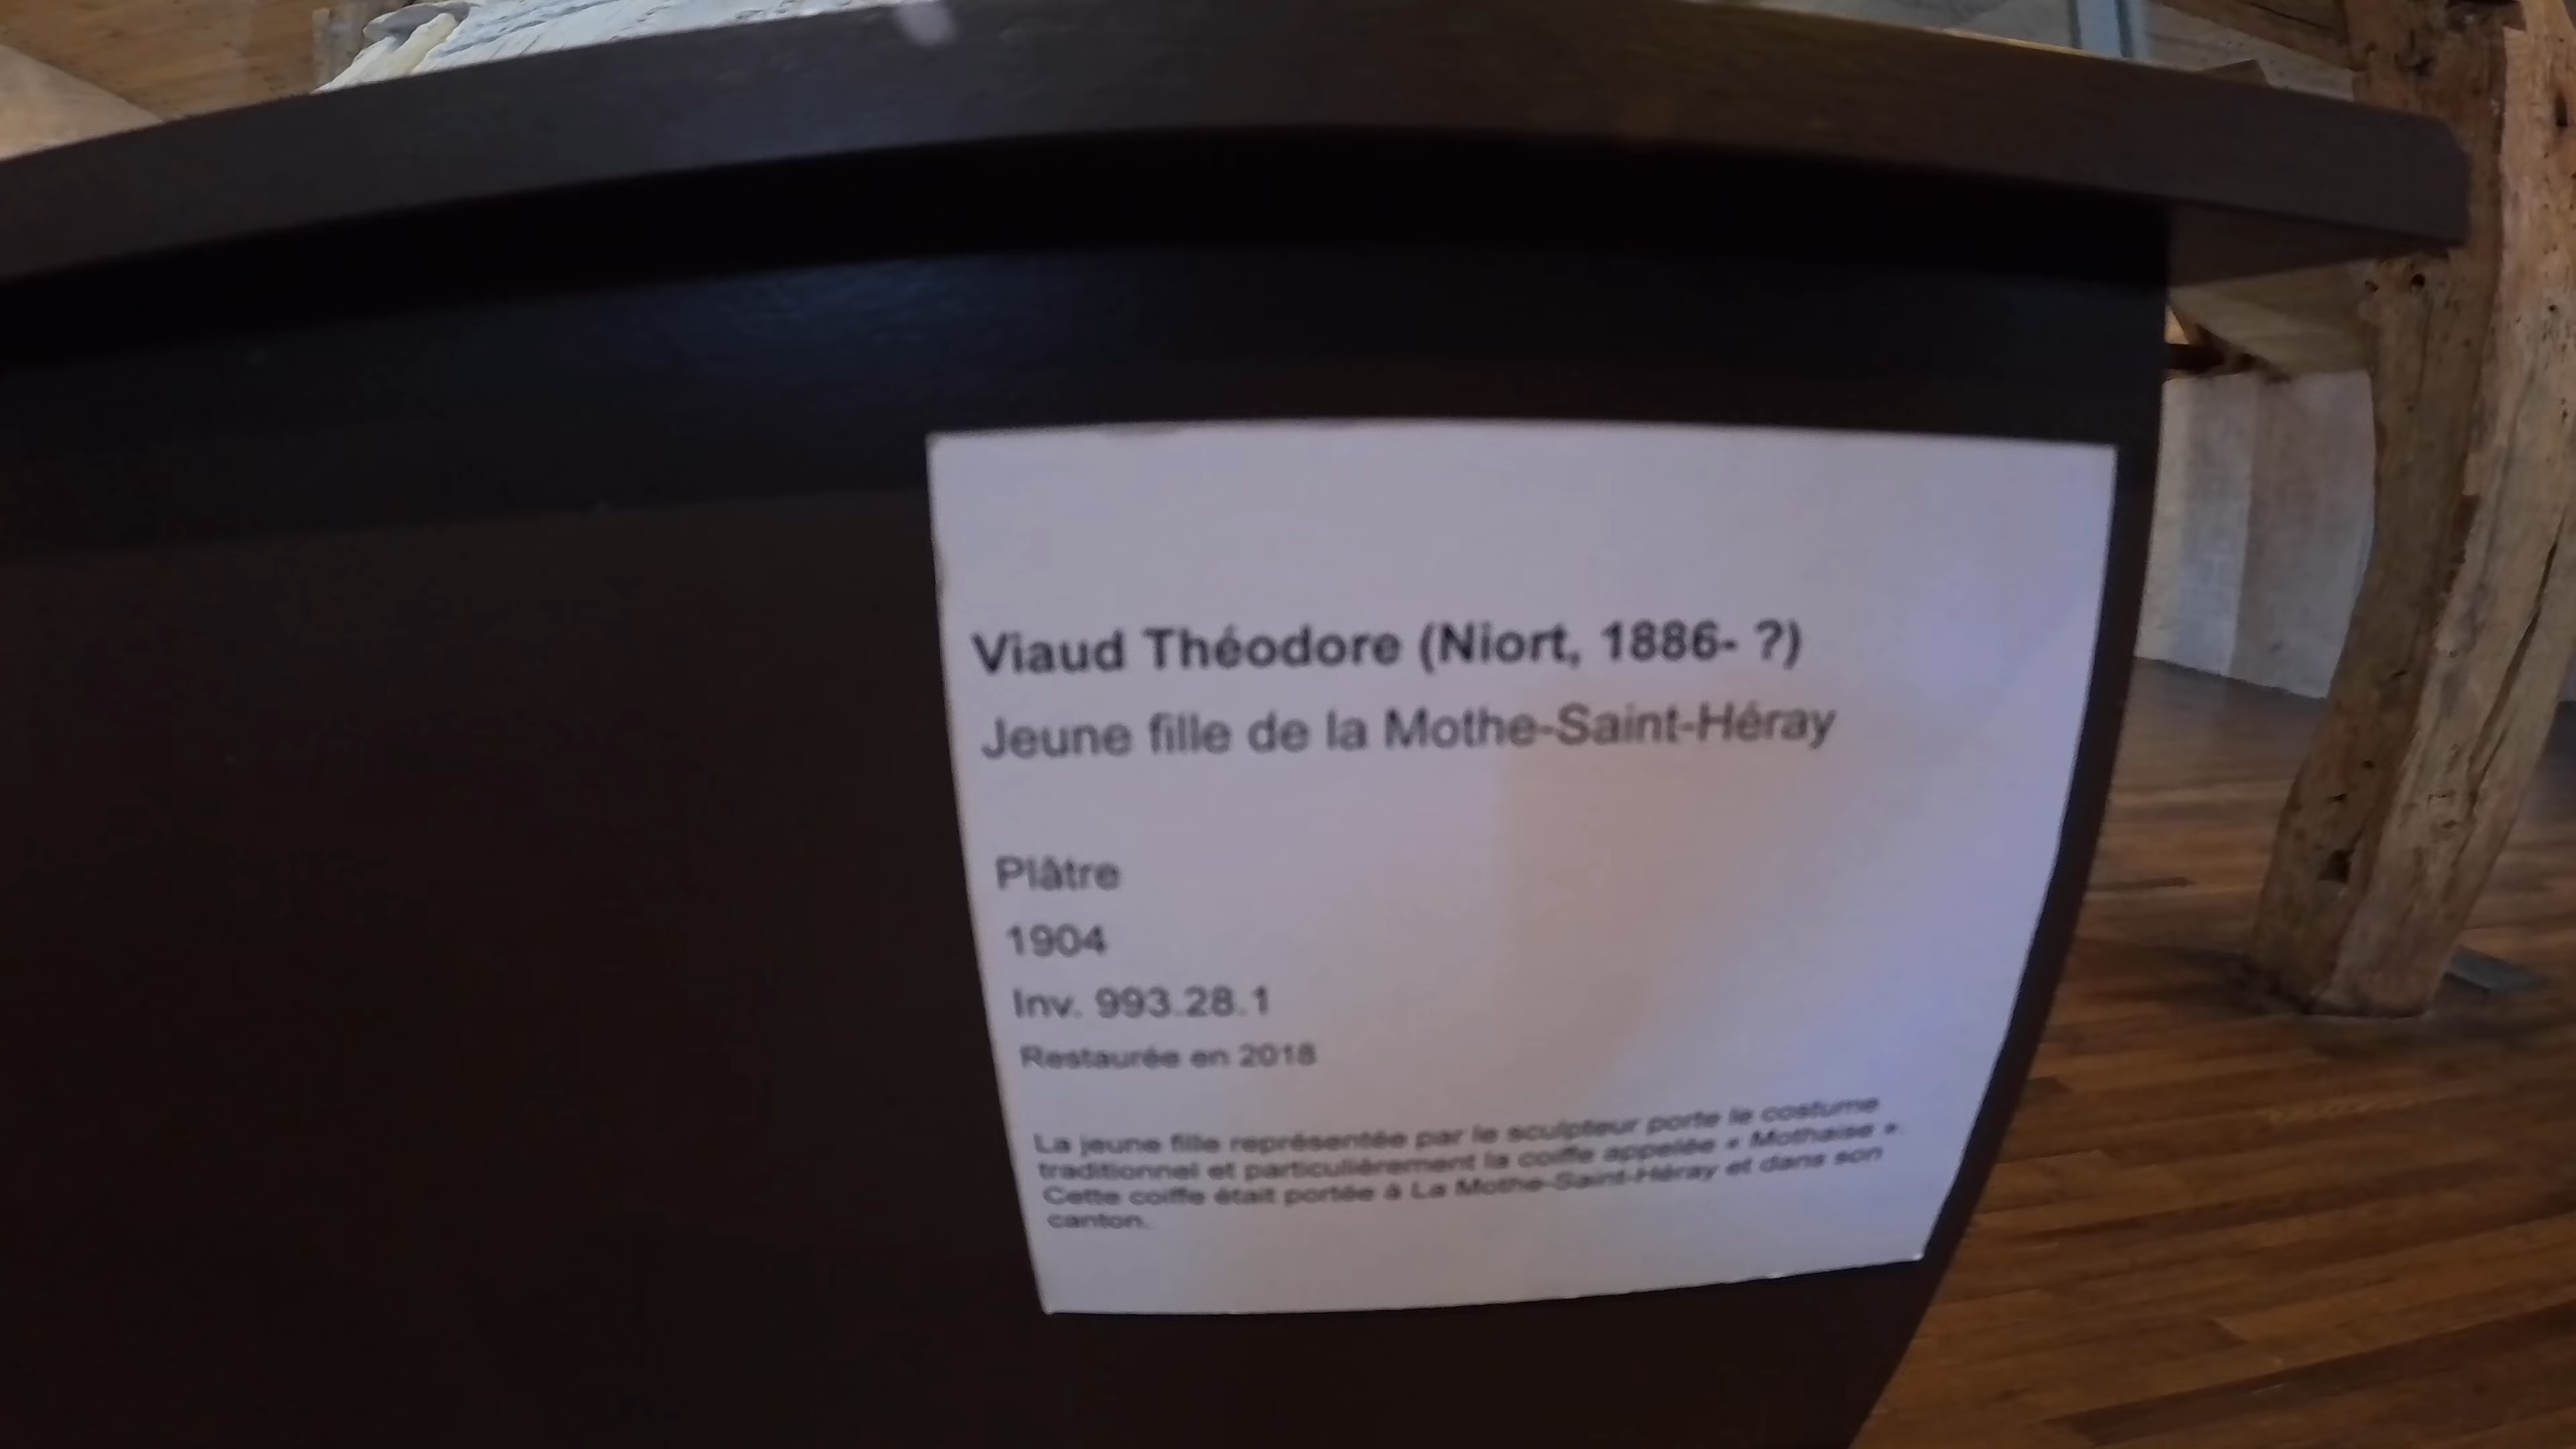 Viaud Théodore (Niort, 1886- ?)
Jeune fille de la Mothe-Saint-Héray
Plâtre
1904
Inv. 993.28.1
Restaurée en 2018
La jeune fille représentée par le sculpteur porte le costume
traditionnel et particulièrement la coiffe appelée « Mothaise ».
Cette coiffe était portée à La Mothe-Saint-Héray et dans son
canton.